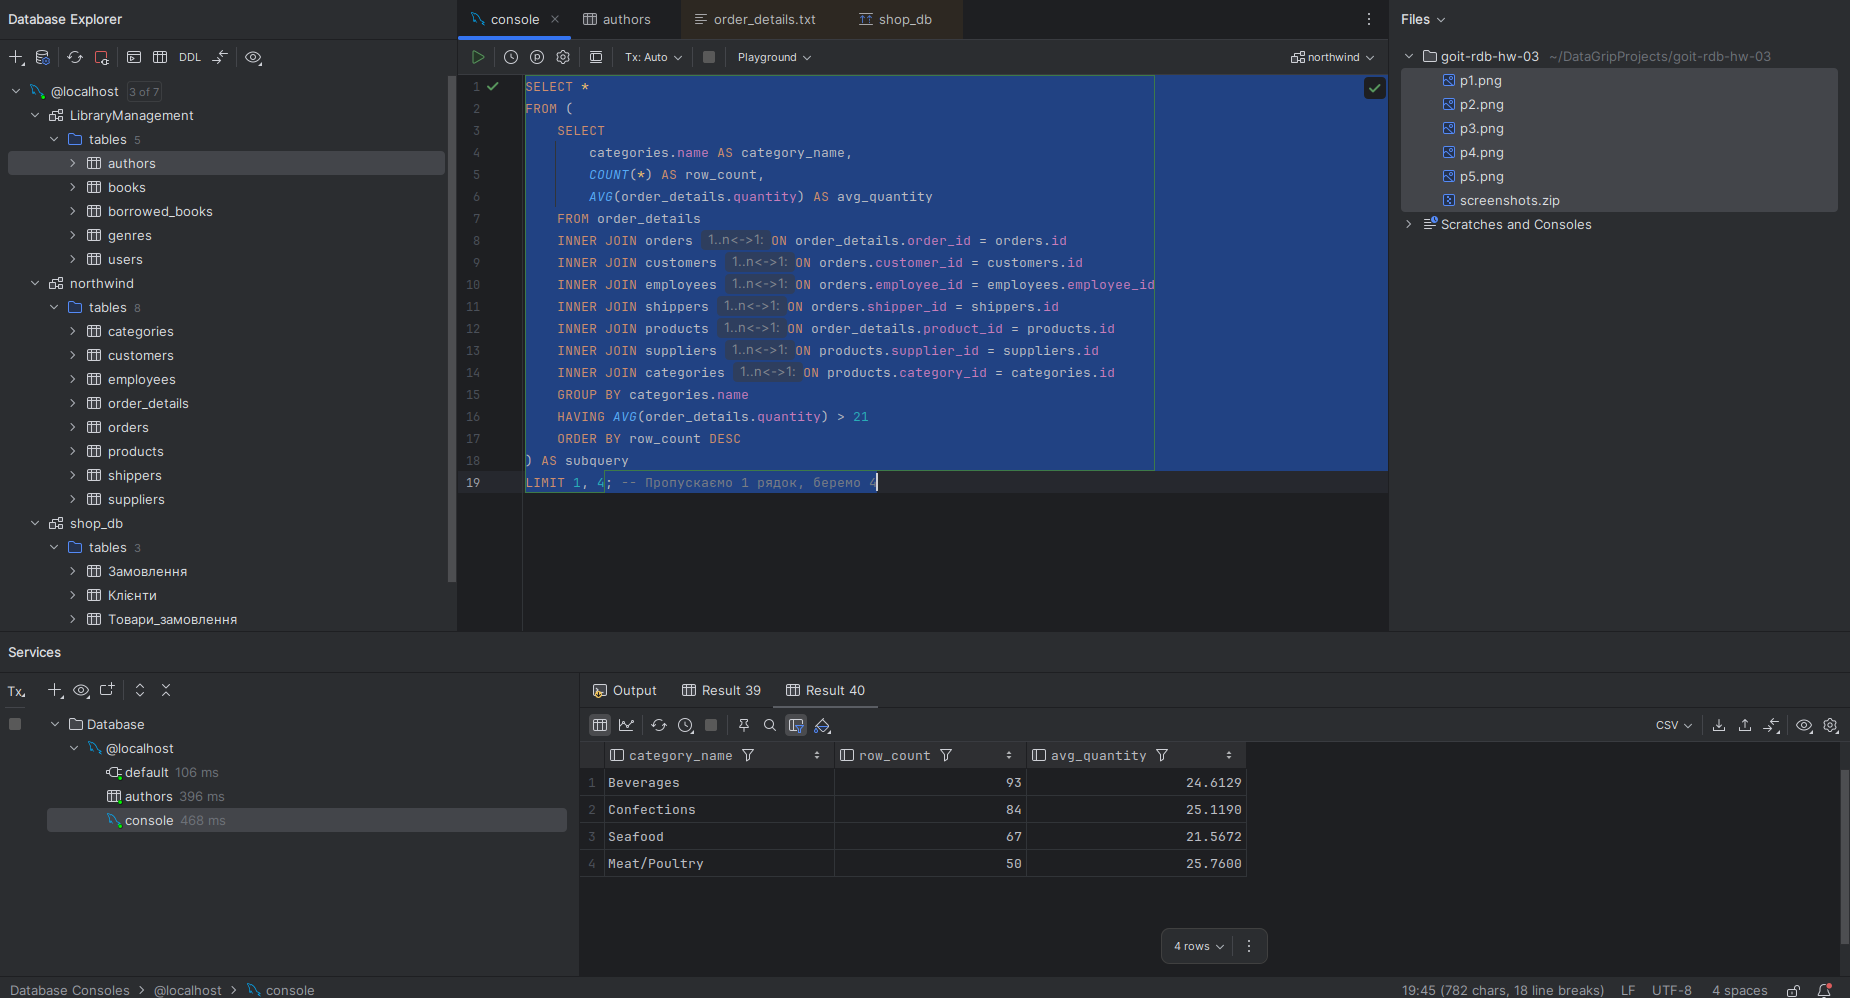 Database Explorer
console
authors
order_details.txt
shop_db
Files
DDL
Tx: Auto
Playground
northwind
@localhost 3 of 7
LibraryManagement
tables 5
authors
books
borrowed_books
genres
users
northwind
tables 8
categories
customers
employees
order_details
orders
products
shippers
suppliers
shop_db
tables 3
Замовлення
Клієнти
Товари_замовлення
1 SELECT *
2 FROM (
3 SELECT
4 categories.name AS category_name,
5 COUNT(*) AS row_count,
6 AVG(order_details.quantity) AS avg_quantity
7 FROM order_details
8 INNER JOIN orders 1..n<->1: ON order_details.order_id = orders.id
9 INNER JOIN customers 1..n<->1: ON orders.customer_id = customers.id
10 INNER JOIN employees 1..n<->1: ON orders.employee_id = employees.employee_id
11 INNER JOIN shippers 1..n<->1: ON orders.shipper_id = shippers.id
12 INNER JOIN products 1..n<->1: ON order_details.product_id = products.id
13 INNER JOIN suppliers 1..n<->1: ON products.supplier_id = suppliers.id
14 INNER JOIN categories 1..n<->1: ON products.category_id = categories.id
15 GROUP BY categories.name
16 HAVING AVG(order_details.quantity) > 21
17 ORDER BY row_count DESC
18 ) AS subquery
19 LIMIT 1, 4; -- Пропускаємо 1 рядок, беремо 4
goit-rdb-hw-03 ~/DataGripProjects/goit-rdb-hw-03
p1.png
p2.png
p3.png
p4.png
p5.png
screenshots.zip
Scratches and Consoles
Services
Tx
Database
@localhost
default 106 ms
authors 396 ms
console 468 ms
Output
Result 39
Result 40
CSV
category_name row_count avg_quantity
1 Beverages 93 24.6129
2 Confections 84 25.1190
3 Seafood 67 21.5672
4 Meat/Poultry 50 25.7600
4 rows
Database Consoles > @localhost > console
19:45 (782 chars, 18 line breaks) LF UTF-8 4 spaces